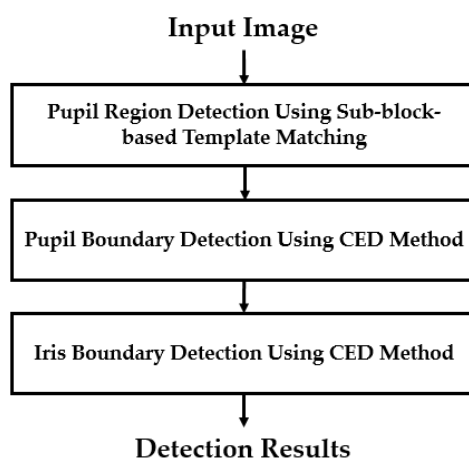 Input Image
Pupil Region Detection Using Sub-block-
based Template Matching
Pupil Boundary Detection Using CED Method
Iris Boundary Detection Using CED Method
Detection Results